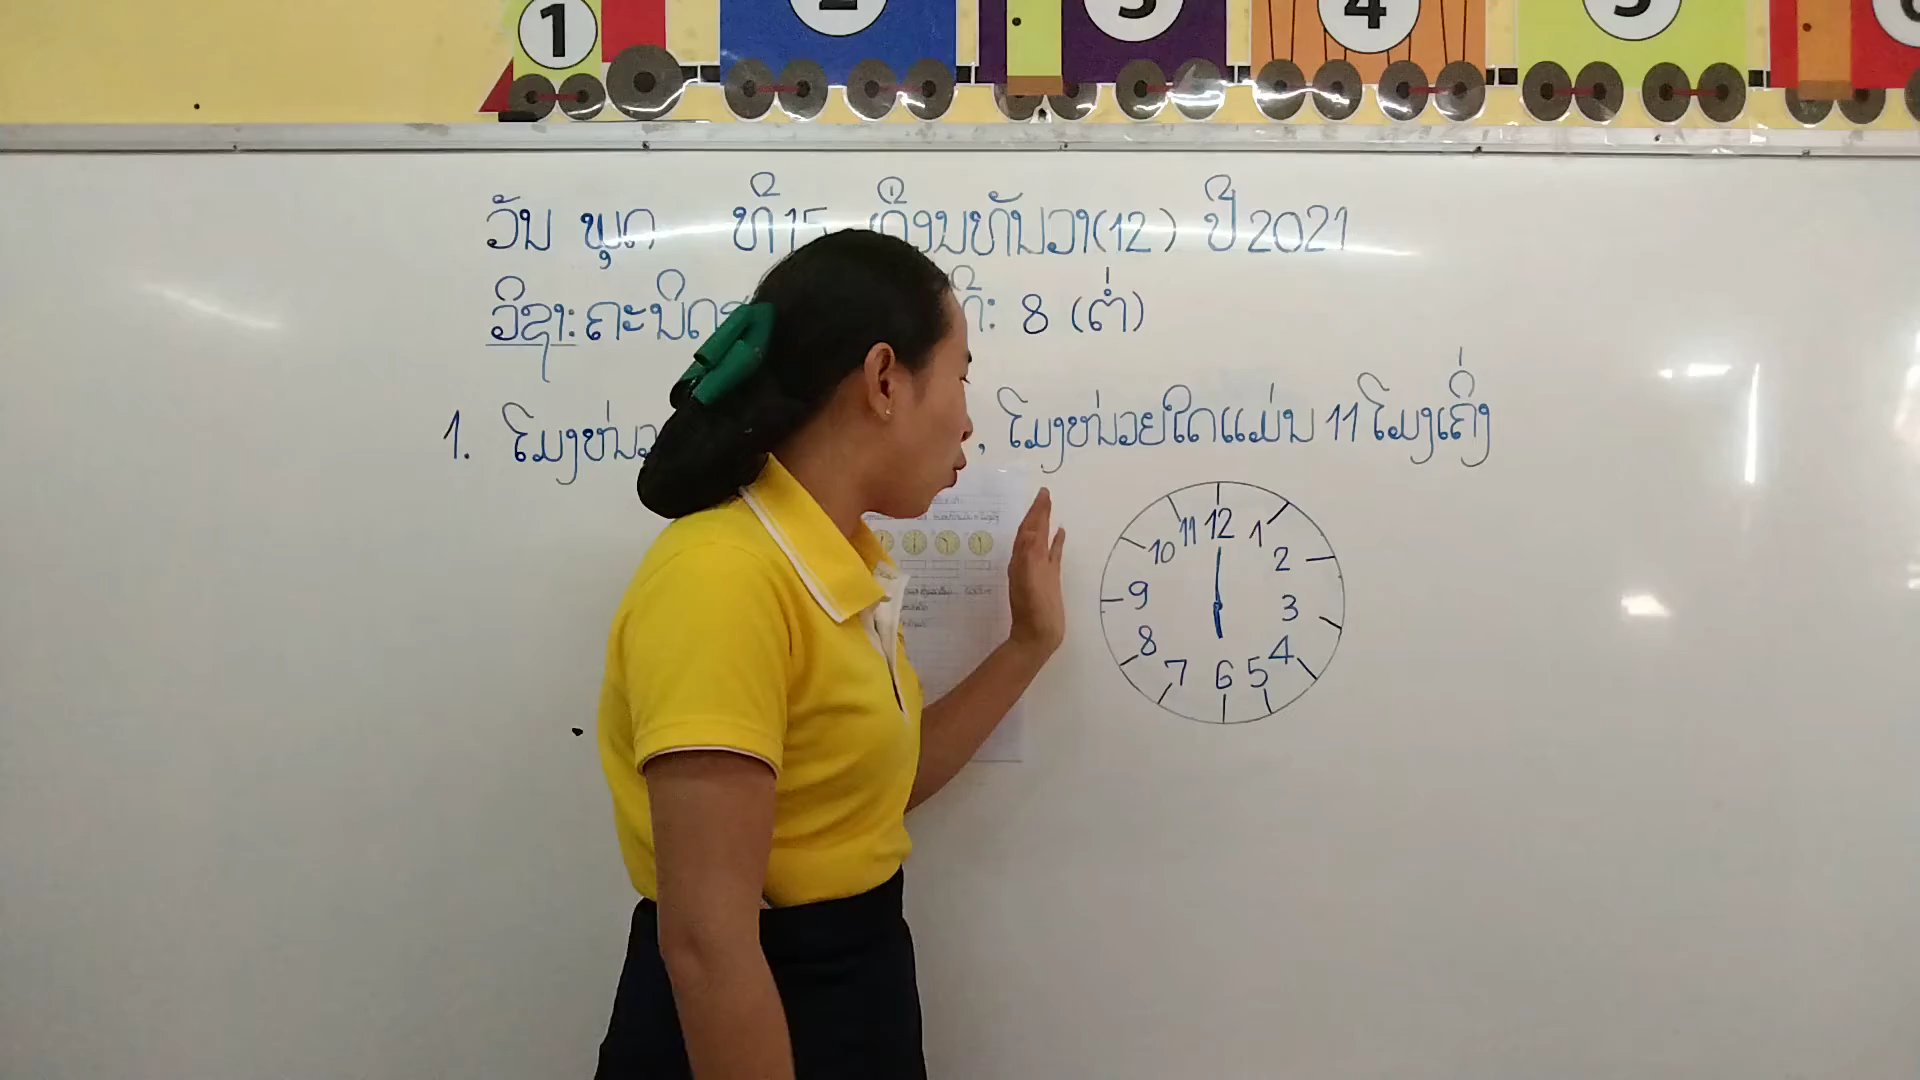 1 2 3 4 5
ວັນ ພຸດ ທີ 15 ເດືອນທັນວາ(12) ປີ 2021
ວິຊາ: ຄະນິດ 8 (ຕໍ່)
1. ໂມງໜ່ວຍ , ໂມງໜ່ວຍໃດແມ່ນ 11 ໂມງເຄິ່ງ
11 12 1
10 2
9 3
8 4
7 6 5